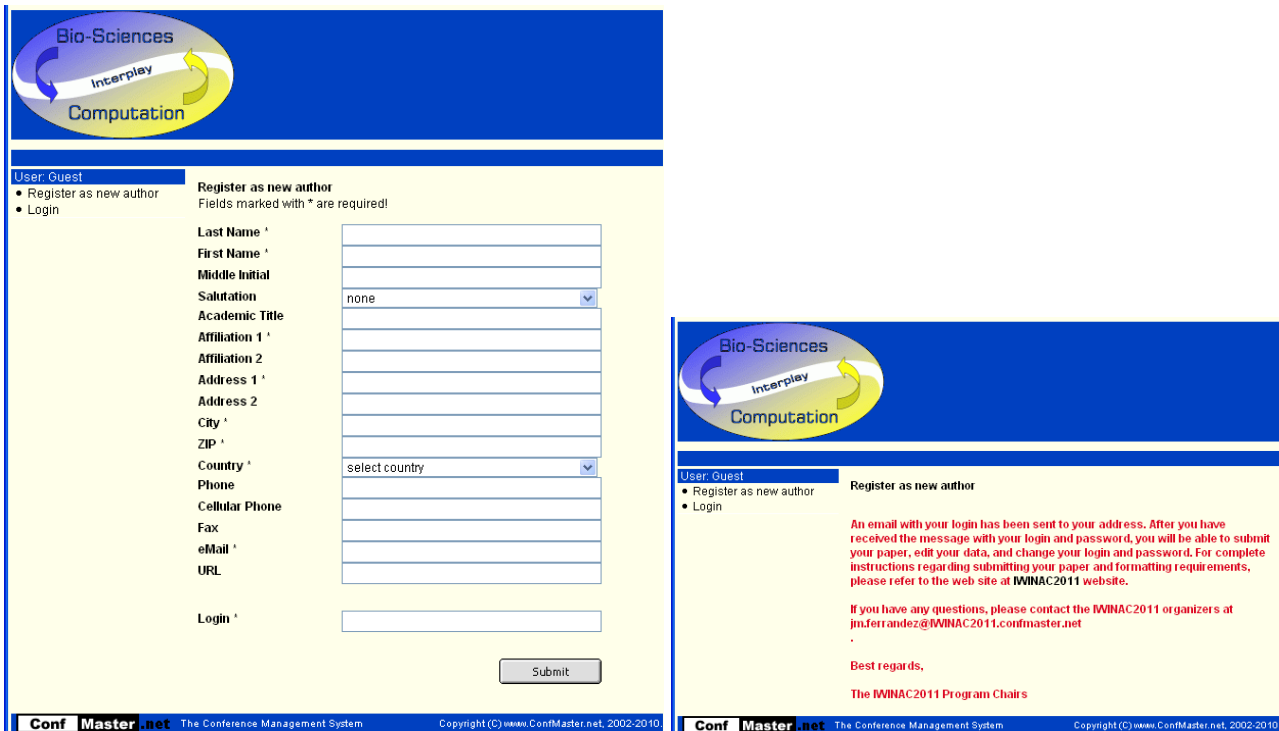 Bio-Sciences
Interplay
Computation
User: Guest
• Register as new author
• Login
Register as new author
Fields marked with * are required!
Last Name *
First Name *
Middle Initial
Salutation none
Academic Title
Affiliation 1 *
Affiliation 2
Address 1 *
Address 2
City *
ZIP *
Country * select country
Phone
Cellular Phone
Fax
eMail *
URL
Login *
Submit
Conf Master.net The Conference Management System Copyright (C) www.ConfMaster.net, 2002-2010.
Bio-Sciences
Interplay
Computation
User: Guest
• Register as new author
• Login
Register as new author
An email with your login has been sent to your address. After you have
received the message with your login and password, you will be able to submit
your paper, edit your data, and change your login and password. For complete
instructions regarding submitting your paper and formatting requirements,
please refer to the web site at IWINAC2011 website.
If you have any questions, please contact the IWINAC2011 organizers at
jm.ferrandez@IWINAC2011.confmaster.net
.
Best regards,
The IWINAC2011 Program Chairs
Conf Master.net The Conference Management System Copyright (C) www.ConfMaster.net, 2002-2010